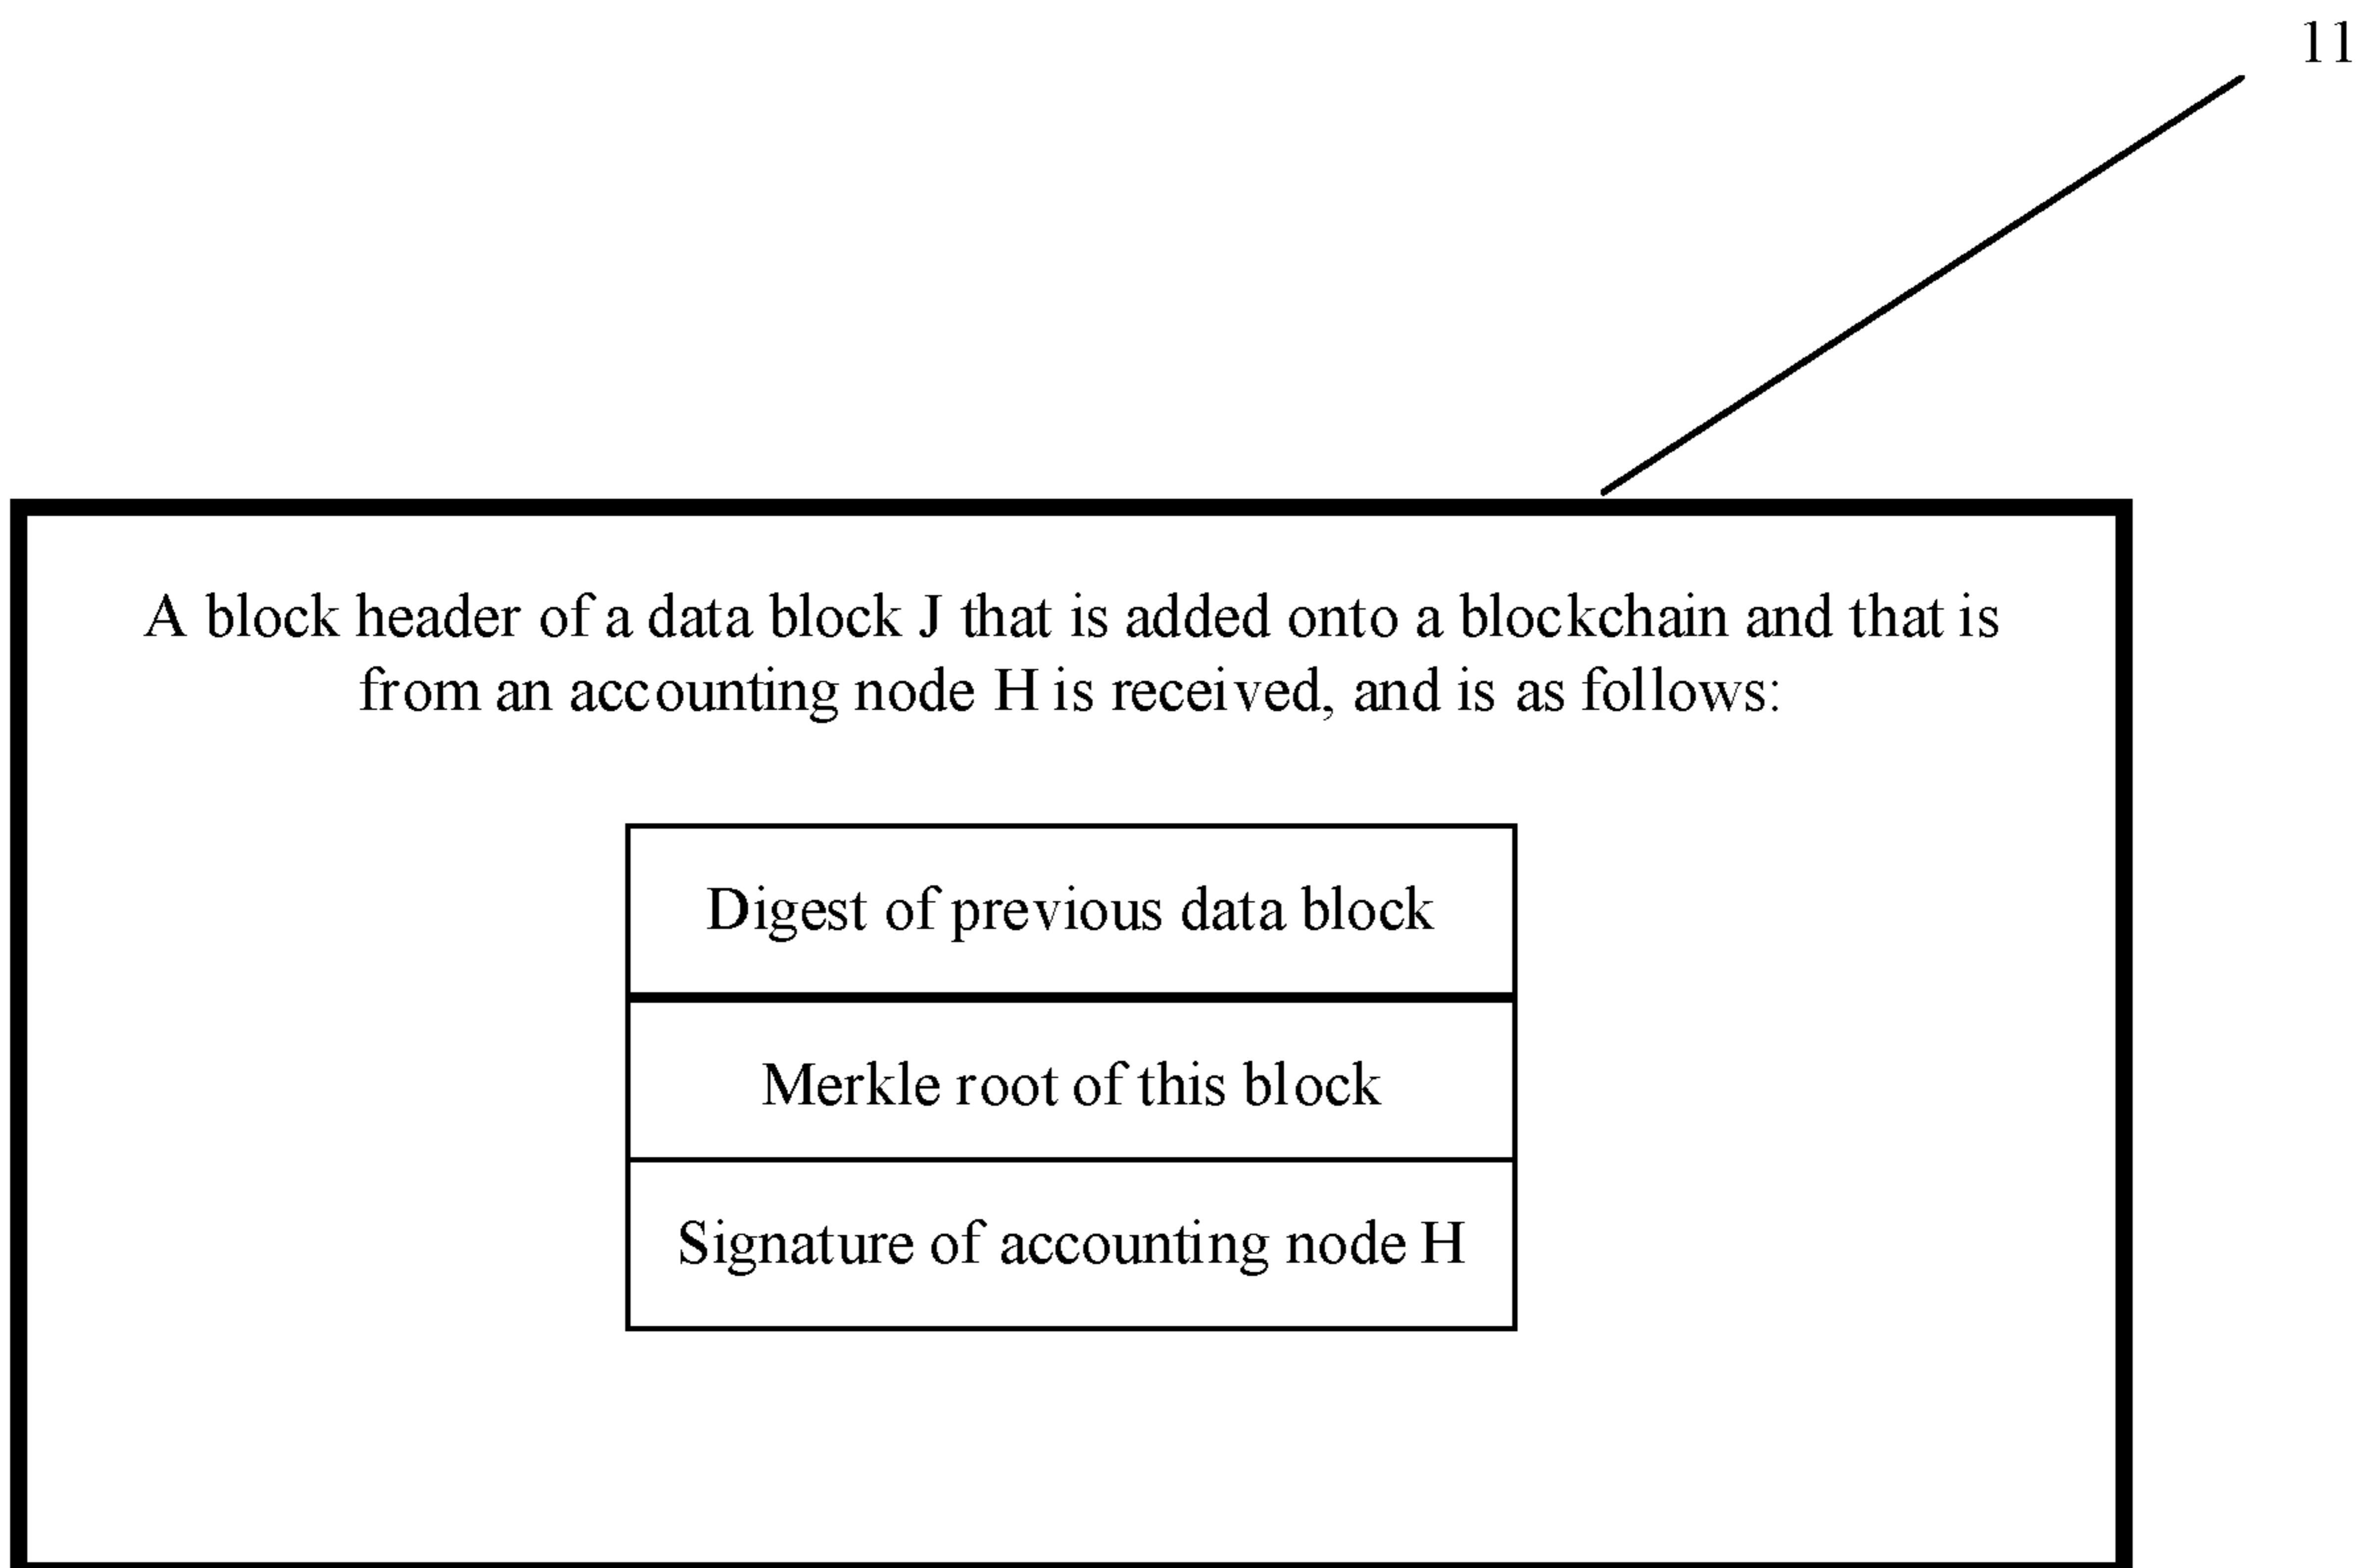 11
A block header of a data block J that is added onto a blockchain and that is
from an accounting node H is received, and is as follows:
Digest of previous data block
Merkle root of this block
Signature of accounting node H